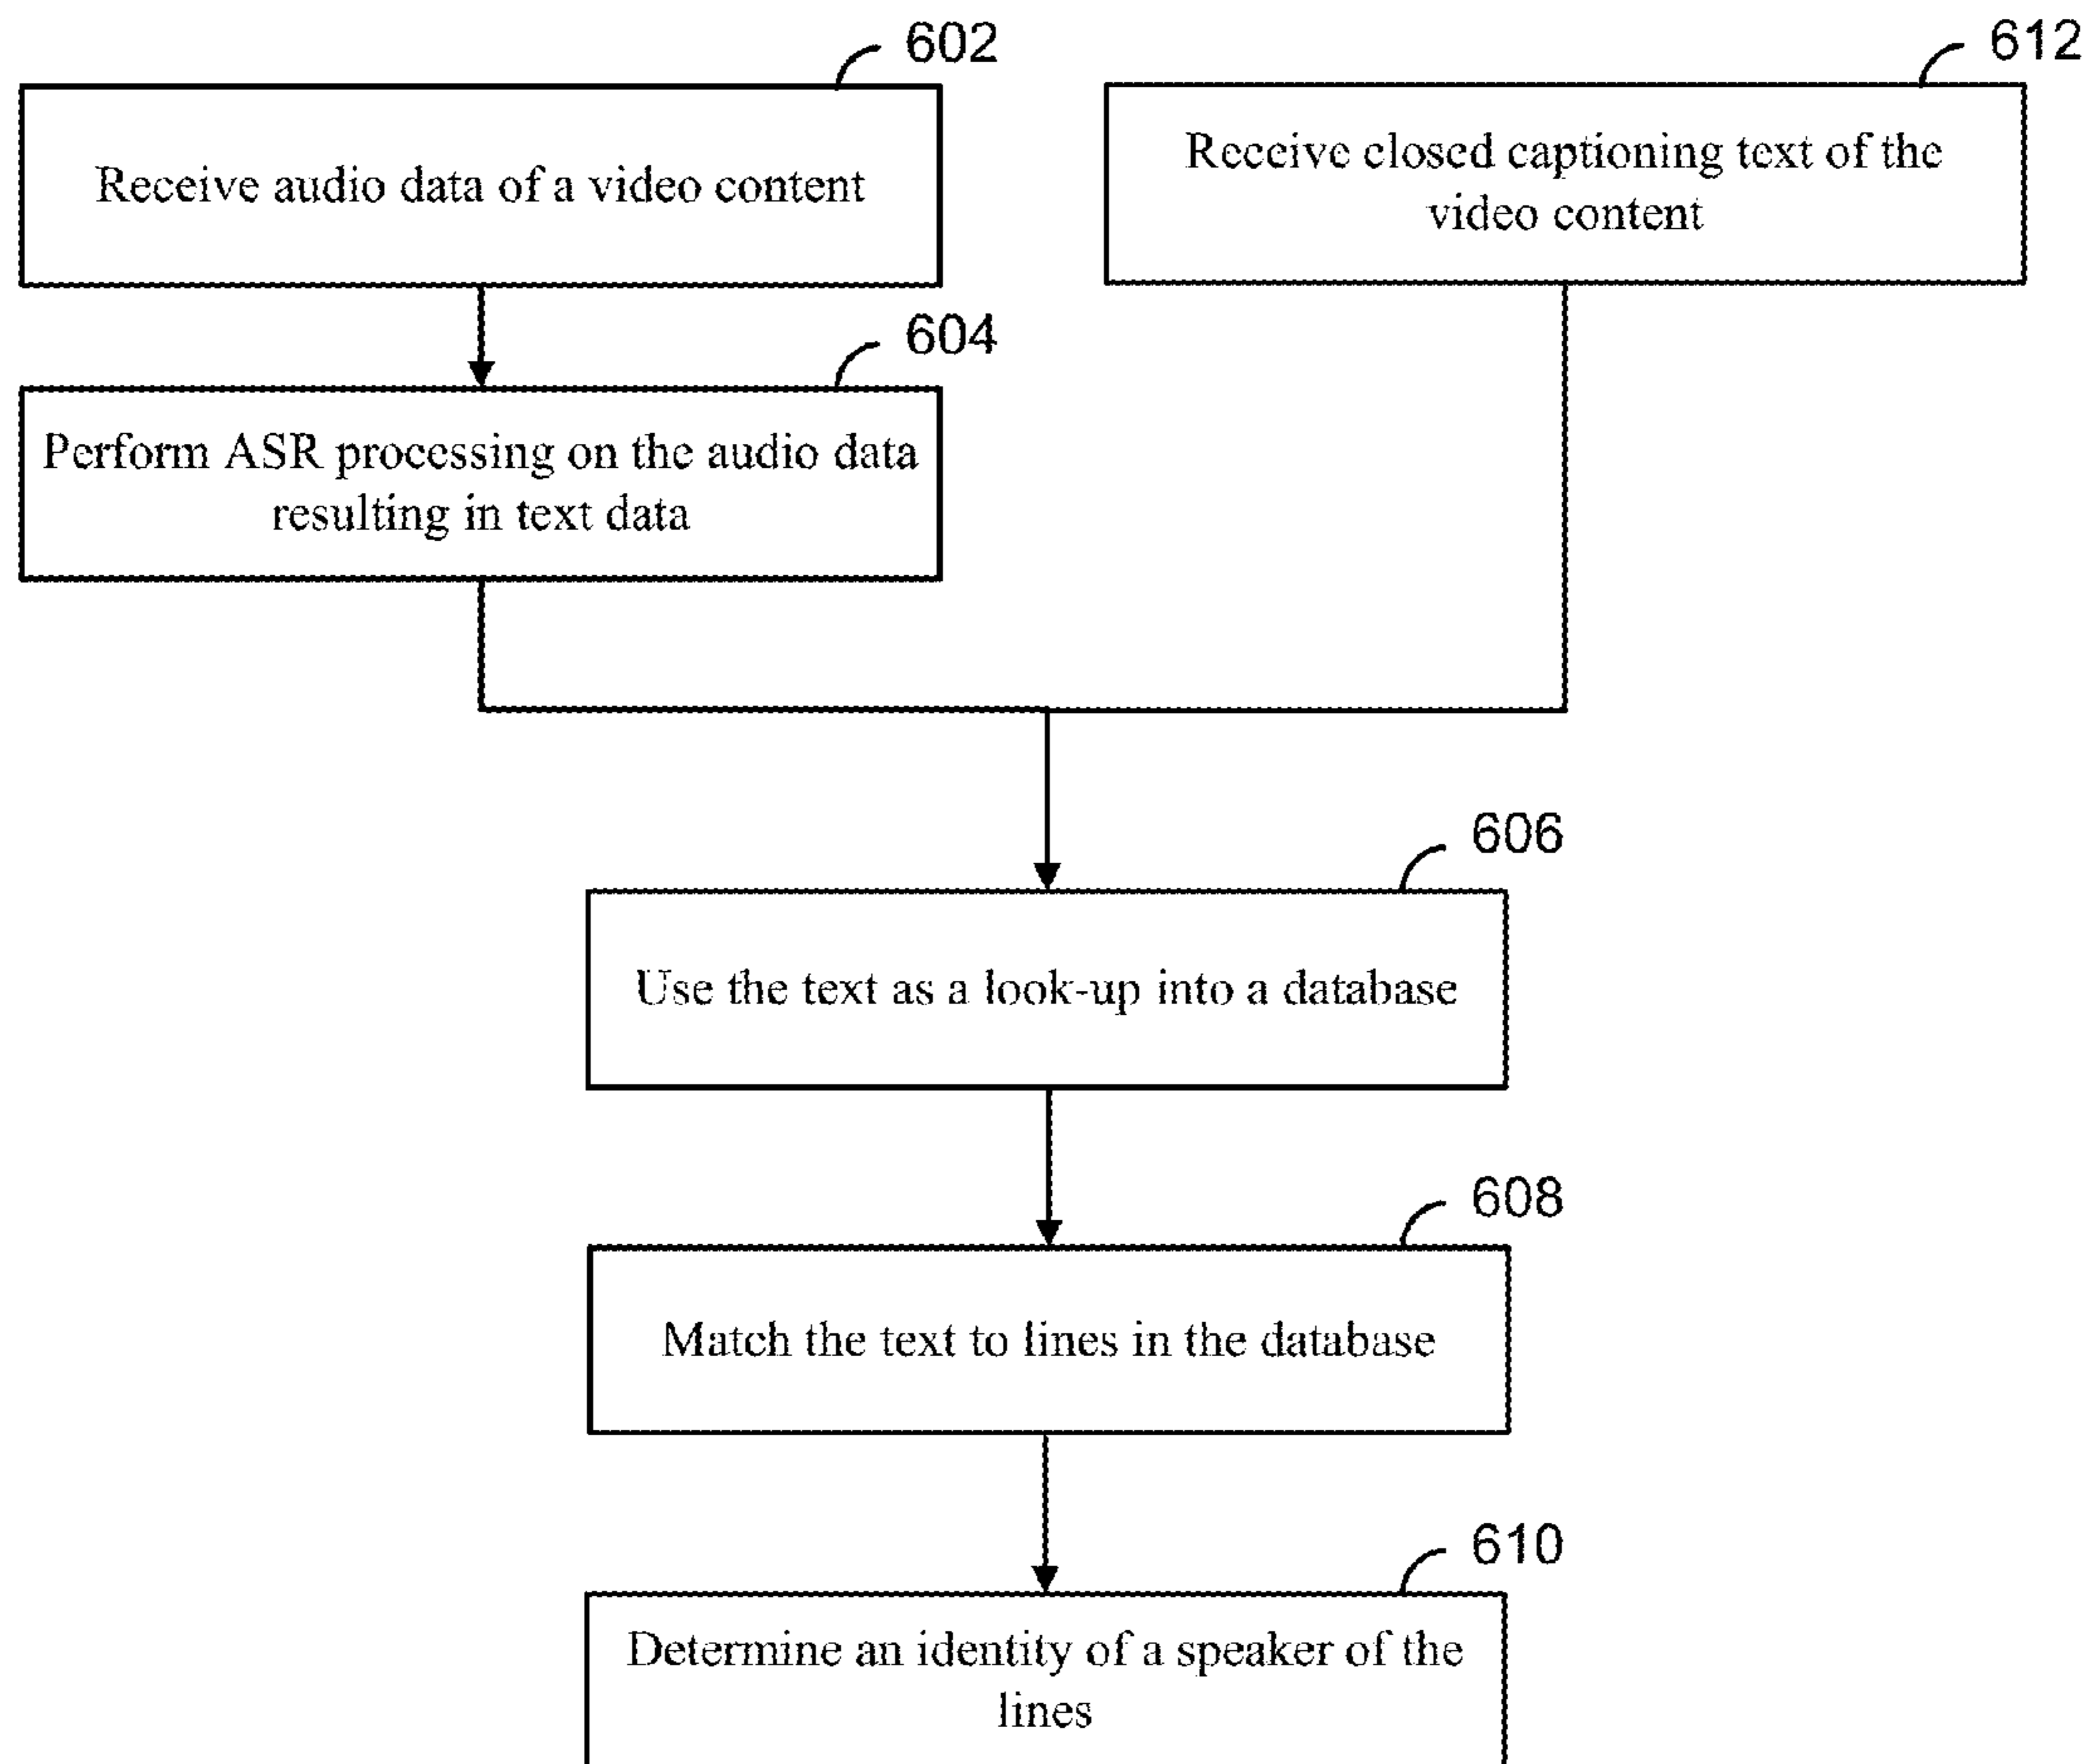 602
Receive audio data of a video content
612
Receive closed captioning text of the
video content
604
Perform ASR processing on the audio data
resulting in text data
606
Use the text as a look-up into a database
608
Match the text to lines in the database
610
Determine an identity of a speaker of the
lines